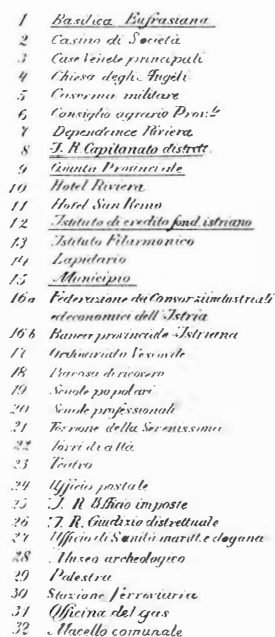 1 Basilica Eufrasiana
2 Casino di Società
3 Case Venete principali
4 Chiesa degli Angeli
5 Caserma militare
6 Consiglio agrario Prov.le
7 Dependance Riviera
8 I. R. Capitanato distrett.
9 Giunta Provinciale
10 Hotel Riviera
11 Hotel San Remo
12 Istituto di credito fond. istriano
13 Istituto Filarmonico
14 Lapidario
15 Municipio
16a Federazione dei Consorzi industriali
ed economici dell'Istria
16b Banca provinciale Istriana
17 Ordinariato Vescovile
18 di ricovero
19 Scuole popolari
20 Scuole professionali
21 Torrione della Serenissima
22 Torri di città
23 Teatro
24 Ufficio postale
25 I. R. Ufficio imposte
26 I. R. Giudizio distrettuale
27 Ufficio di Sanità maritt. e dogana
28 Museo archeologico
29 Palestra
30 Stazione ferroviaria
31 Officina del gas
32 Macello comunale